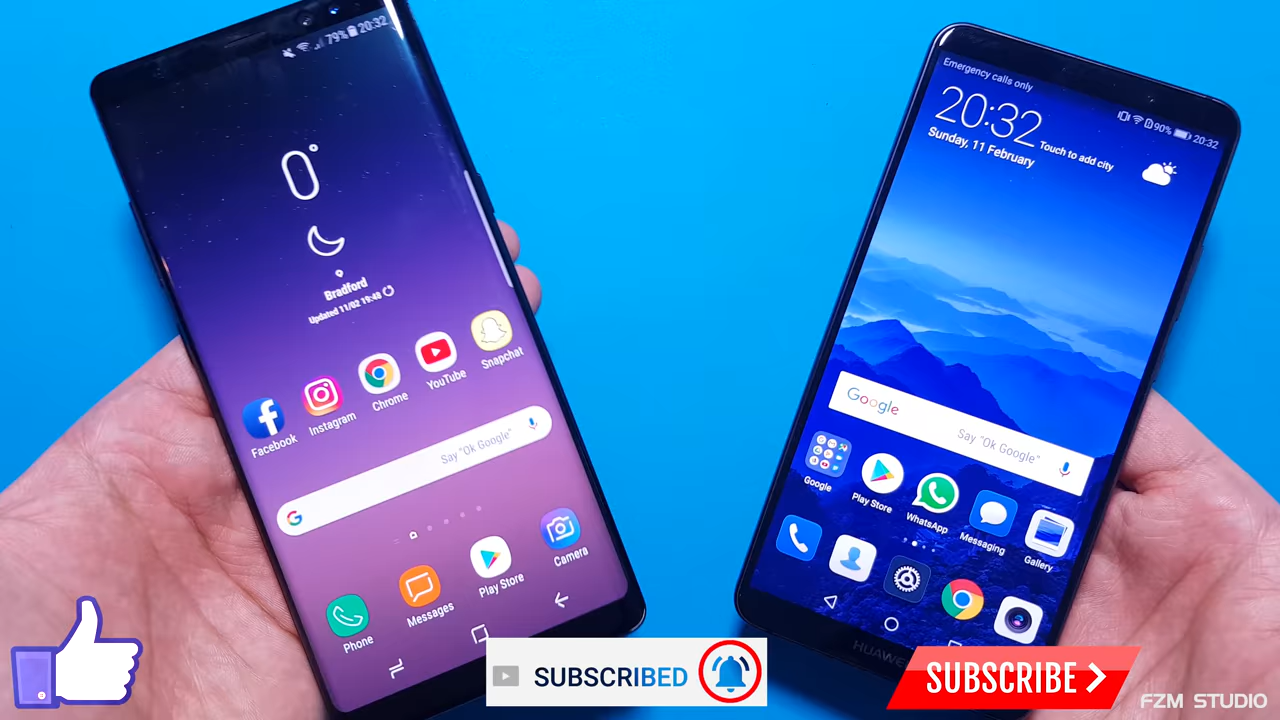 79% 20:32
0°
Bradford
Updated 11/02 19:48
Facebook
Instagram
Chrome
YouTube
Snapchat
Say "Ok Google"
Phone
Messages
Play Store
Camera
Emergency calls only
90% 20:32
20:32
Touch to add city
Sunday, 11 February
Google
Say "Ok Google"
Google
Play Store
WhatsApp
Messaging
Gallery
HUAWEI
SUBSCRIBED
SUBSCRIBE
FZM STUDIO